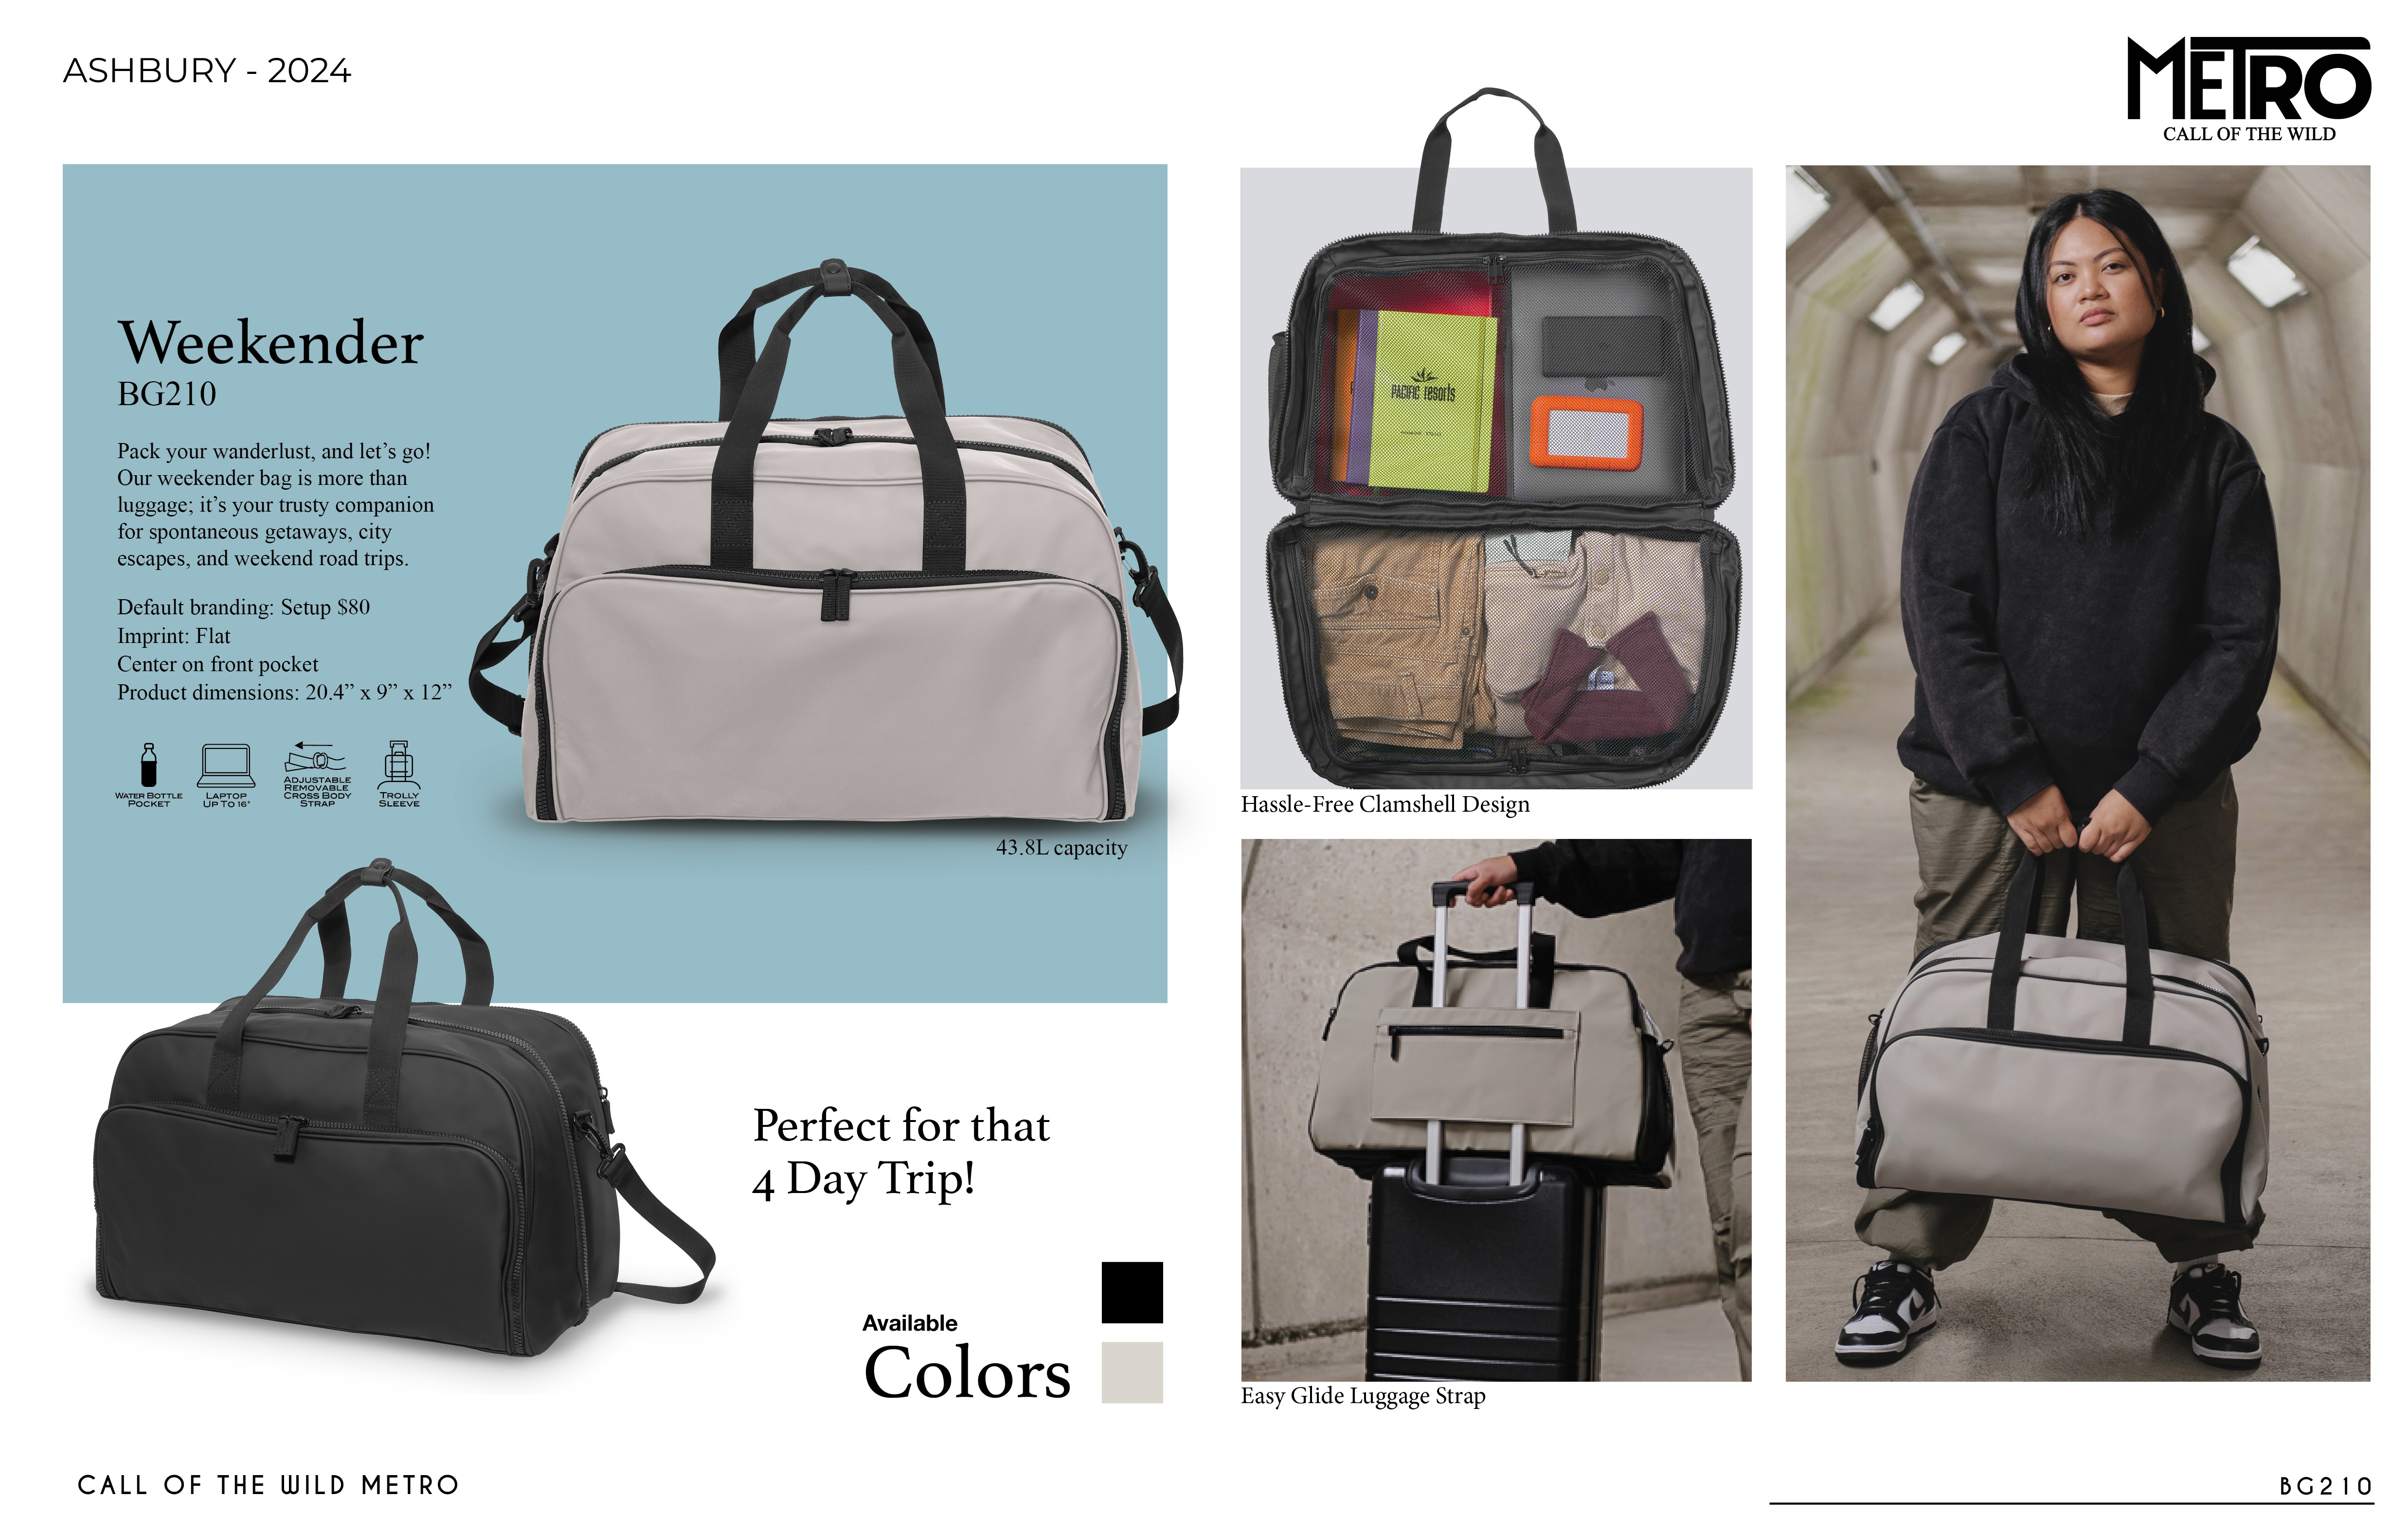 ASHBURY - 2024
METRO
CALL OF THE WILD
Weekender
BG210
Pack your wanderlust, and let’s go!
Our weekender bag is more than
luggage; it’s your trusty companion
for spontaneous getaways, city
escapes, and weekend road trips.
Default branding: Setup $80
Imprint: Flat
Center on front pocket
Product dimensions: 20.4” x 9” x 12”
WATER BOTTLE
POCKET
LAPTOP
UP TO 16"
ADJUSTABLE
REMOVABLE
CROSS BODY
STRAP
TROLLY
SLEEVE
43.8L capacity
Perfect for that
4 Day Trip!
Available
Colors
PACIFIC resorts
Hassle-Free Clamshell Design
Easy Glide Luggage Strap
CALL OF THE WILD METRO
BG210